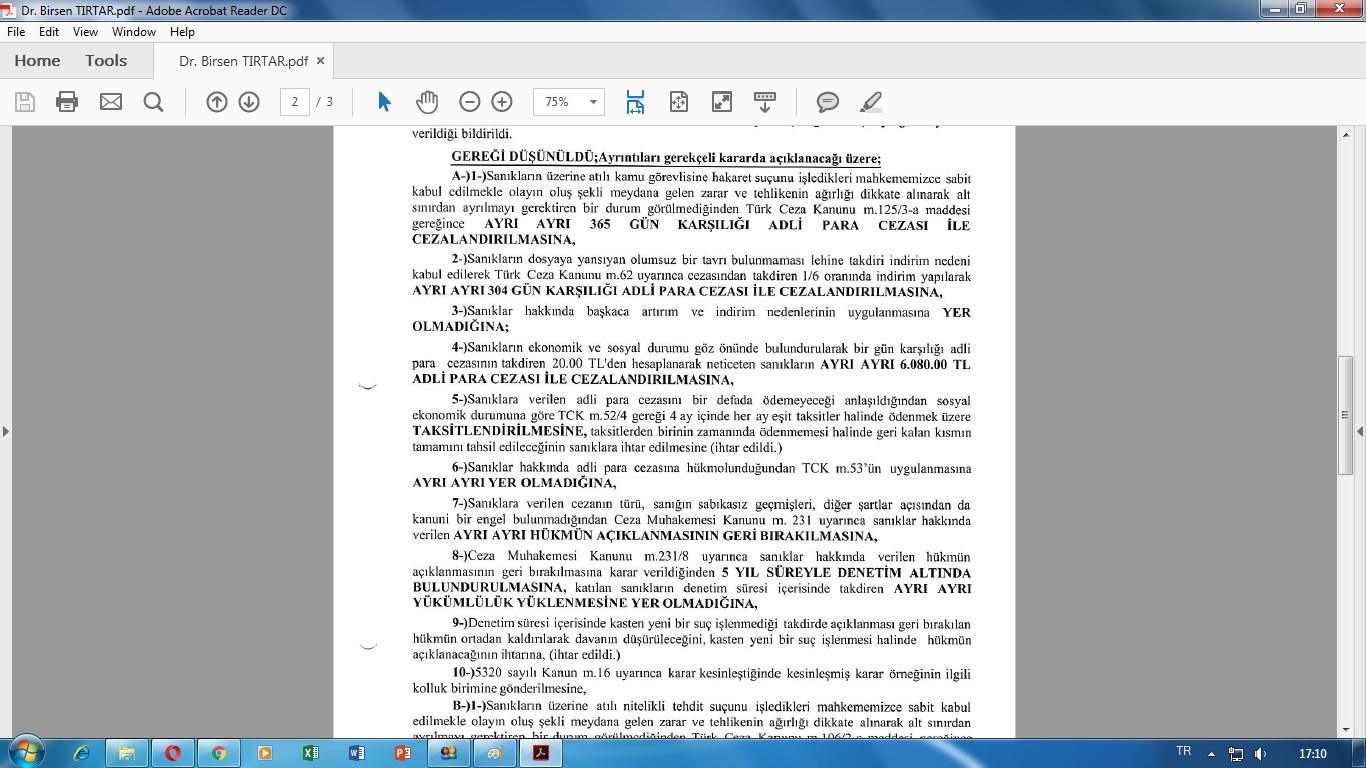 Dr. Birsen TIRTAR.pdf - Adobe Acrobat Reader DC
File Edit View Window Help
Home Tools Dr. Birsen TIRTAR.pdf ×
2 / 3 75%
verildiği bildirildi.
GEREĞİ DÜŞÜNÜLDÜ;Ayrıntıları gerekçeli kararda açıklanacağı üzere;
A-)1-)Sanıkların üzerine atılı kamu görevlisine hakaret suçunu işledikleri mahkememizce sabit
kabul edilmekle olayın oluş şekli meydana gelen zarar ve tehlikenin ağırlığı dikkate alınarak alt
sınırdan ayrılmayı gerektiren bir durum görülmediğinden Türk Ceza Kanunu m.125/3-a maddesi
gereğince AYRI AYRI 365 GÜN KARŞILIĞI ADLİ PARA CEZASI İLE
CEZALANDIRILMASINA,
2-)Sanıkların dosyaya yansıyan olumsuz bir tavrı bulunmaması lehine takdiri indirim nedeni
kabul edilerek Türk Ceza Kanunu m.62 uyarınca cezasından takdiren 1/6 oranında indirim yapılarak
AYRI AYRI 304 GÜN KARŞILIĞI ADLİ PARA CEZASI İLE CEZALANDIRILMASINA,
3-)Sanıklar hakkında başkaca artırım ve indirim nedenlerinin uygulanmasına YER
OLMADIĞINA;
4-)Sanıkların ekonomik ve sosyal durumu göz önünde bulundurularak bir gün karşılığı adli
para cezasının takdiren 20.00 TL'den hesaplanarak neticeten sanıkların AYRI AYRI 6.080.00 TL
ADLİ PARA CEZASI İLE CEZALANDIRILMASINA,
5-)Sanıklara verilen adli para cezasını bir defada ödemeyeceği anlaşıldığından sosyal
ekonomik durumuna göre TCK m.52/4 gereği 4 ay içinde her ay eşit taksitler halinde ödenmek üzere
TAKSİTLENDİRİLMESİNE, taksitlerden birinin zamanında ödenmemesi halinde geri kalan kısmın
tamamını tahsil edileceğinin sanıklara ihtar edilmesine (ihtar edildi.)
6-)Sanıklar hakkında adli para cezasına hükmolunduğundan TCK m.53'ün uygulanmasına
AYRI AYRI YER OLMADIĞINA,
7-)Sanıklara verilen cezanın türü, sanığın sabıkasız geçmişleri, diğer şartlar açısından da
kanuni bir engel bulunmadığından Ceza Muhakemesi Kanunu m. 231 uyarınca sanıklar hakkında
verilen AYRI AYRI HÜKMÜN AÇIKLANMASININ GERİ BIRAKILMASINA,
8-)Ceza Muhakemesi Kanunu m.231/8 uyarınca sanıklar hakkında verilen hükmün
açıklanmasının geri bırakılmasına karar verildiğinden 5 YIL SÜREYLE DENETİM ALTINDA
BULUNDURULMASINA, katılan sanıkların denetim süresi içerisinde takdiren AYRI AYRI
YÜKÜMLÜLÜK YÜKLENMESİNE YER OLMADIĞINA,
9-)Denetim süresi içerisinde kasten yeni bir suç işlenmediği takdirde açıklanması geri bırakılan
hükmün ortadan kaldırılarak davanın düşürüleceğini, kasten yeni bir suç işlenmesi halinde hükmün
açıklanacağının ihtarına, (ihtar edildi.)
10-)5320 sayılı Kanun m.16 uyarınca karar kesinleştiğinde kesinleşmiş karar örneğinin ilgili
kolluk birimine gönderilmesine,
B-)1-)Sanıkların üzerine atılı nitelikli tehdit suçunu işledikleri mahkememizce sabit kabul
edilmekle olayın oluş şekli meydana gelen zarar ve tehlikenin ağırlığı dikkate alınarak alt sınırdan
ayrılmayı gerektiren bir durum görülmediğinden Türk Ceza Kanunu m.106/2-c maddesi gereğince
TR 17:10